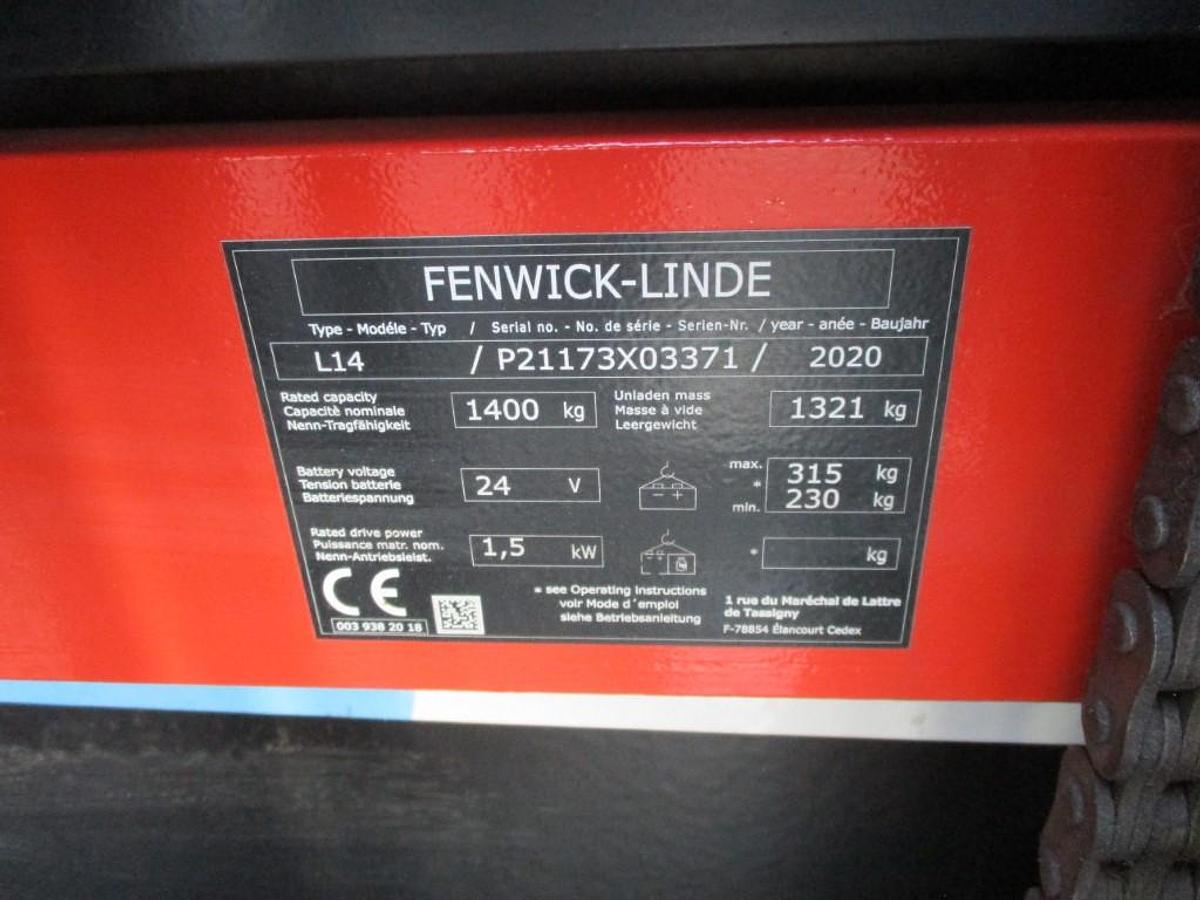 FENWICK-LINDE
Type - Modéle - Typ / Serial no. - No. de série - Serien-Nr. / year - anée - Baujahr
L14 / P21173X03371 / 2020
Rated capacity
Capacitè nominale
Nenn-Tragfähigkeit
1400 kg
Unladen mass
Masse à vide
Leergewicht
1321 kg
Battery voltage
Tension batterie
Batteriespannung
24 V
- +
max. 315 kg
*
min. 230 kg
Rated drive power
Puissance matr. nom.
Nenn-Antriebsleist.
1,5 kW
- +
* kg
CE
003 938 20 18
* see Operating Instructions
voir Mode d´emploi
siehe Betriebsanleitung
1 rue du Maréchal de Lattre
de Tassigny
F-78854 Élancourt Cedex